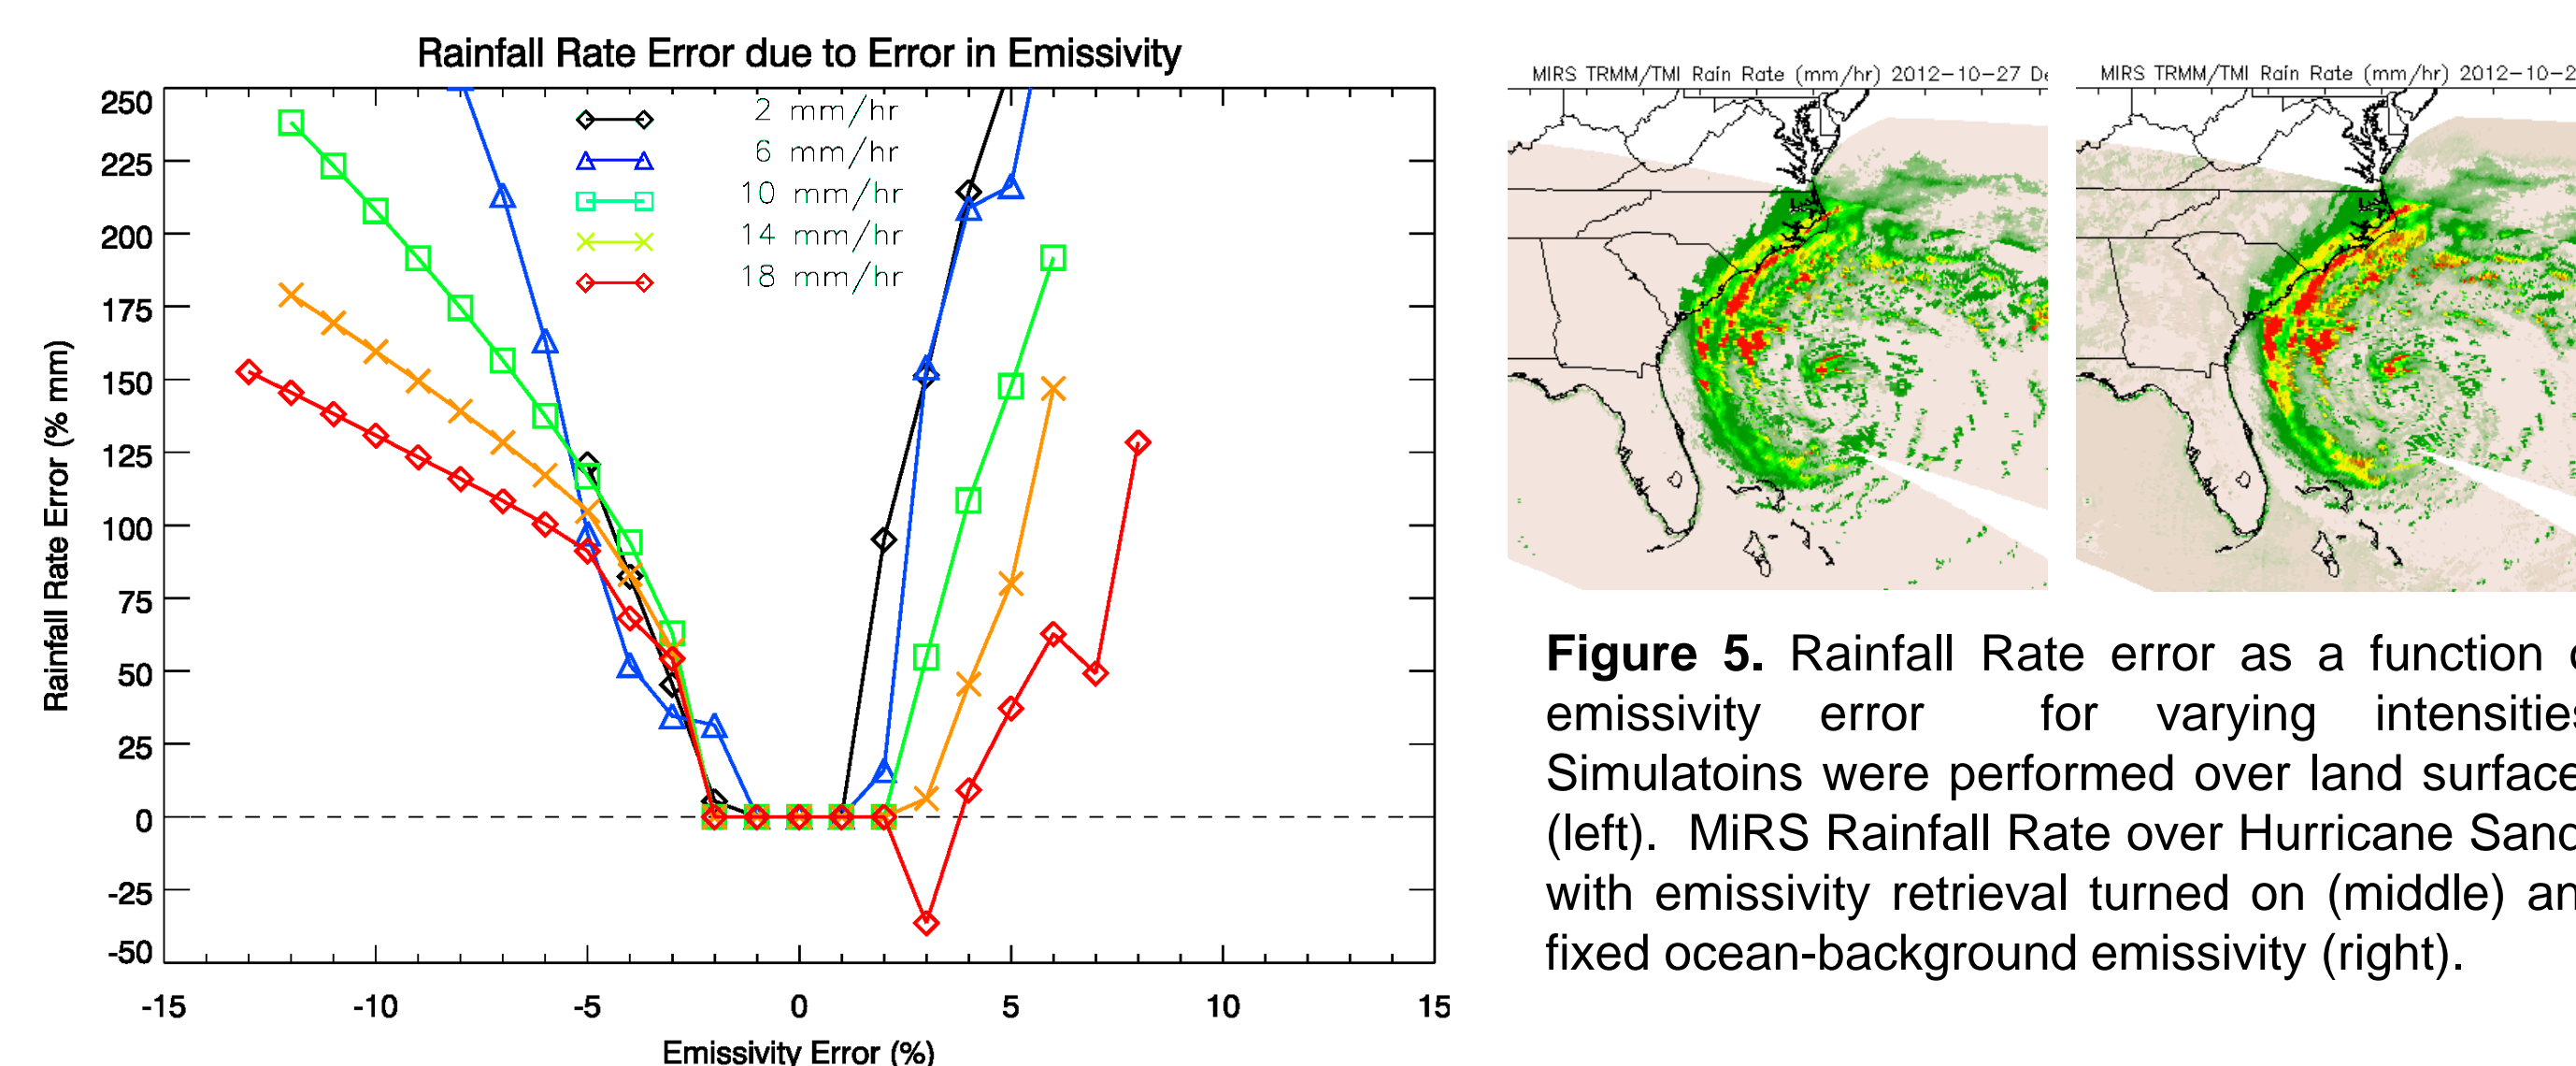 Rainfall Rate Error due to Error in Emissivity
250
225
200
175
150
125
100
75
50
25
0
-25
-50
Rainfall Rate Error (% mm)
2 mm/hr
6 mm/hr
10 mm/hr
14 mm/hr
18 mm/hr
-15 -10 -5 0 5 10 15
Emissivity Error (%)
MIRS TRMM/TMI Rain Rate (mm/hr) 2012-10-27
MIRS TRMM/TMI Rain Rate (mm/hr) 2012-10-2
Figure 5. Rainfall Rate error as a function
emissivity error for varying intensities
Simulatoins were performed over land surface
(left). MiRS Rainfall Rate over Hurricane Sand
with emissivity retrieval turned on (middle) an
fixed ocean-background emissivity (right).